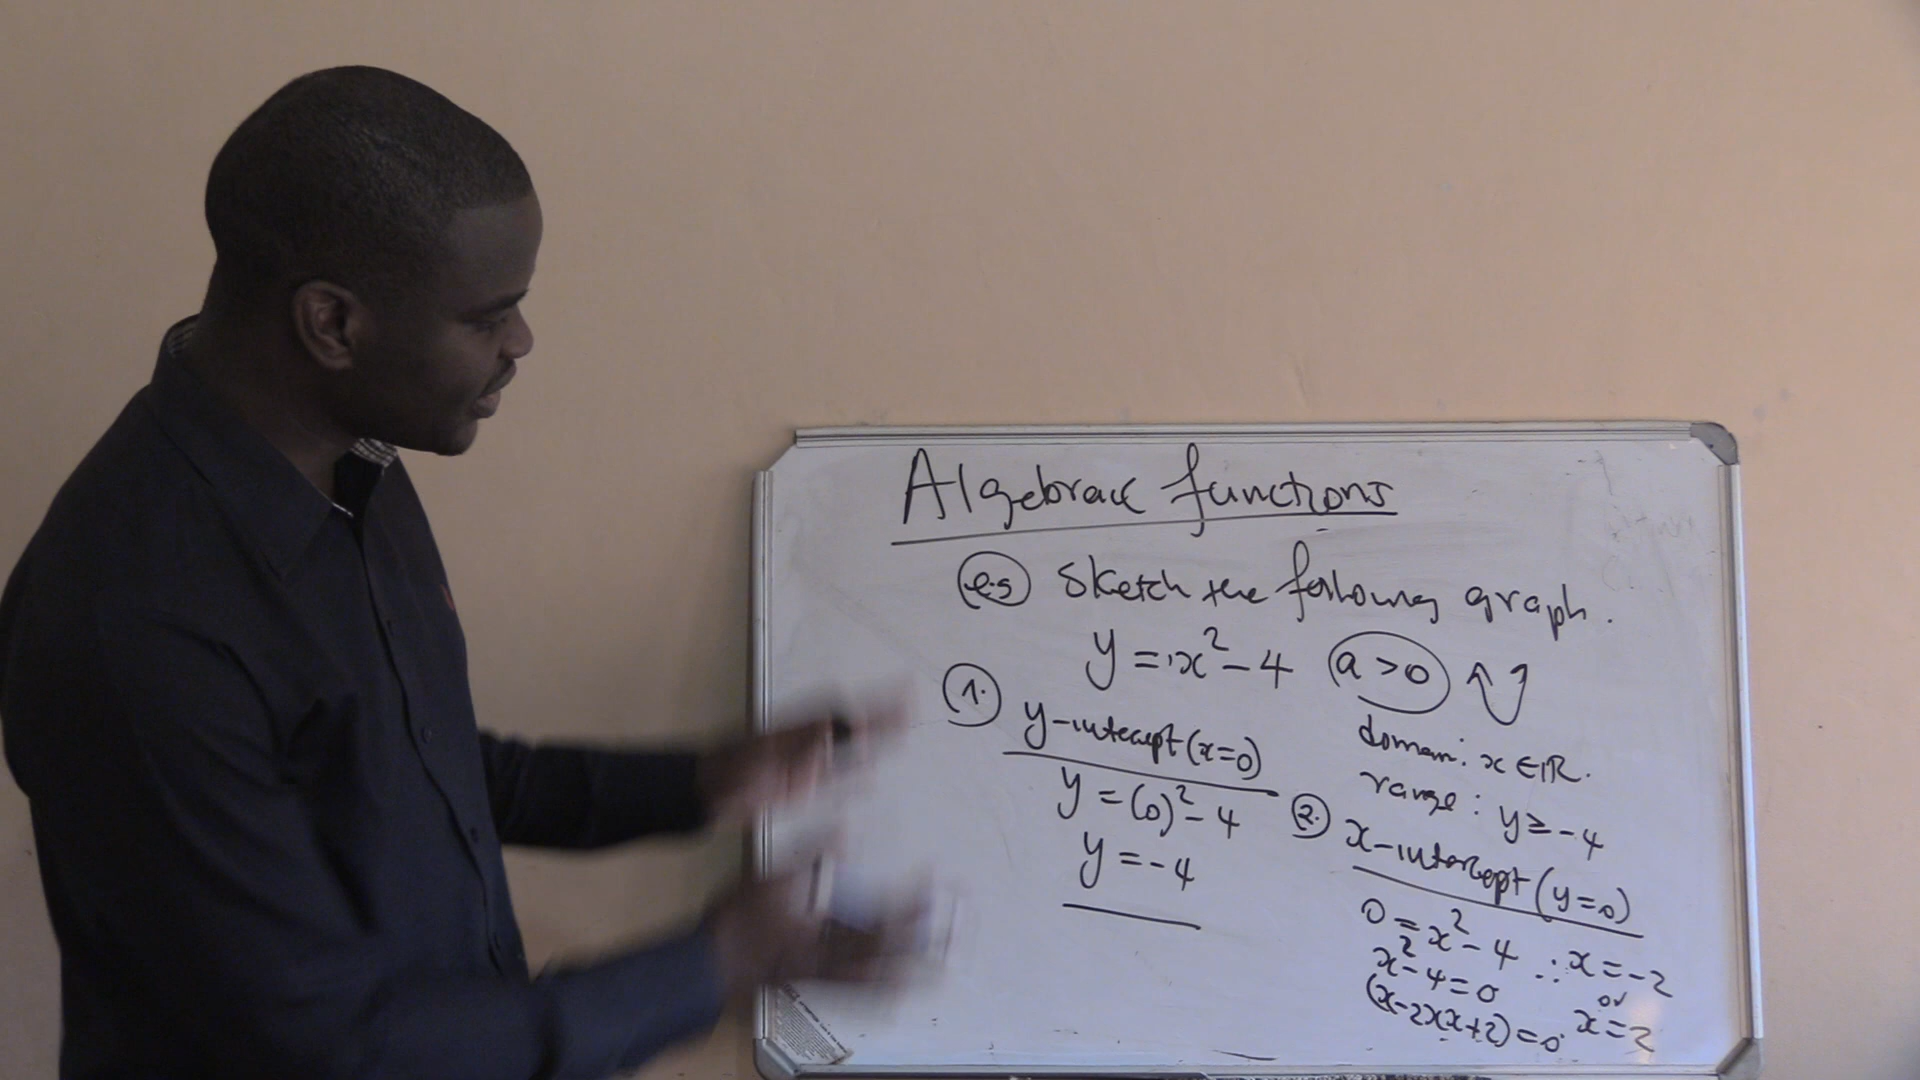 Algebraic functions
e.g Sketch the following graph.
y = x² - 4 a > 0
1. y-intercept (x=0)
y = (0)² - 4
y = -4
domain: x ∈ ℝ.
range: y ≥ -4
2. x-intercept (y=0)
0 = x² - 4 ∴ x = -2
x² - 4 = 0 or
(x-2)(x+2) = 0. x = 2